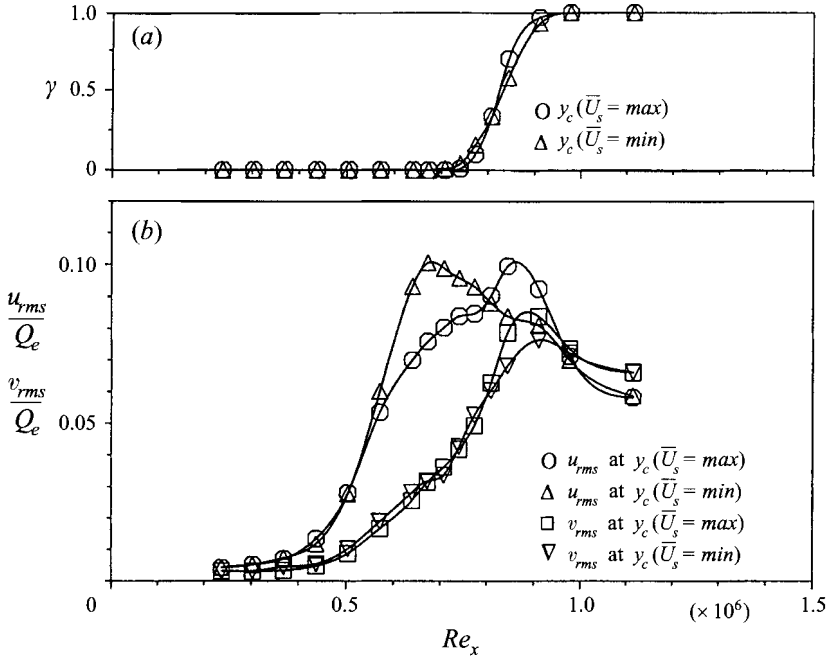 (a)
1.0
γ
0.5
0
○ y_c (Ū_s = max)
△ y_c (Ū_s = min)
(b)
0.10
u_rms
Q_e
v_rms
Q_e
0.05
0
○ u_rms at y_c (Ū_s = max)
△ u_rms at y_c (Ū_s = min)
□ v_rms at y_c (Ū_s = max)
▽ v_rms at y_c (Ū_s = min)
0.5
1.0
(× 10⁶)
1.5
Re_x